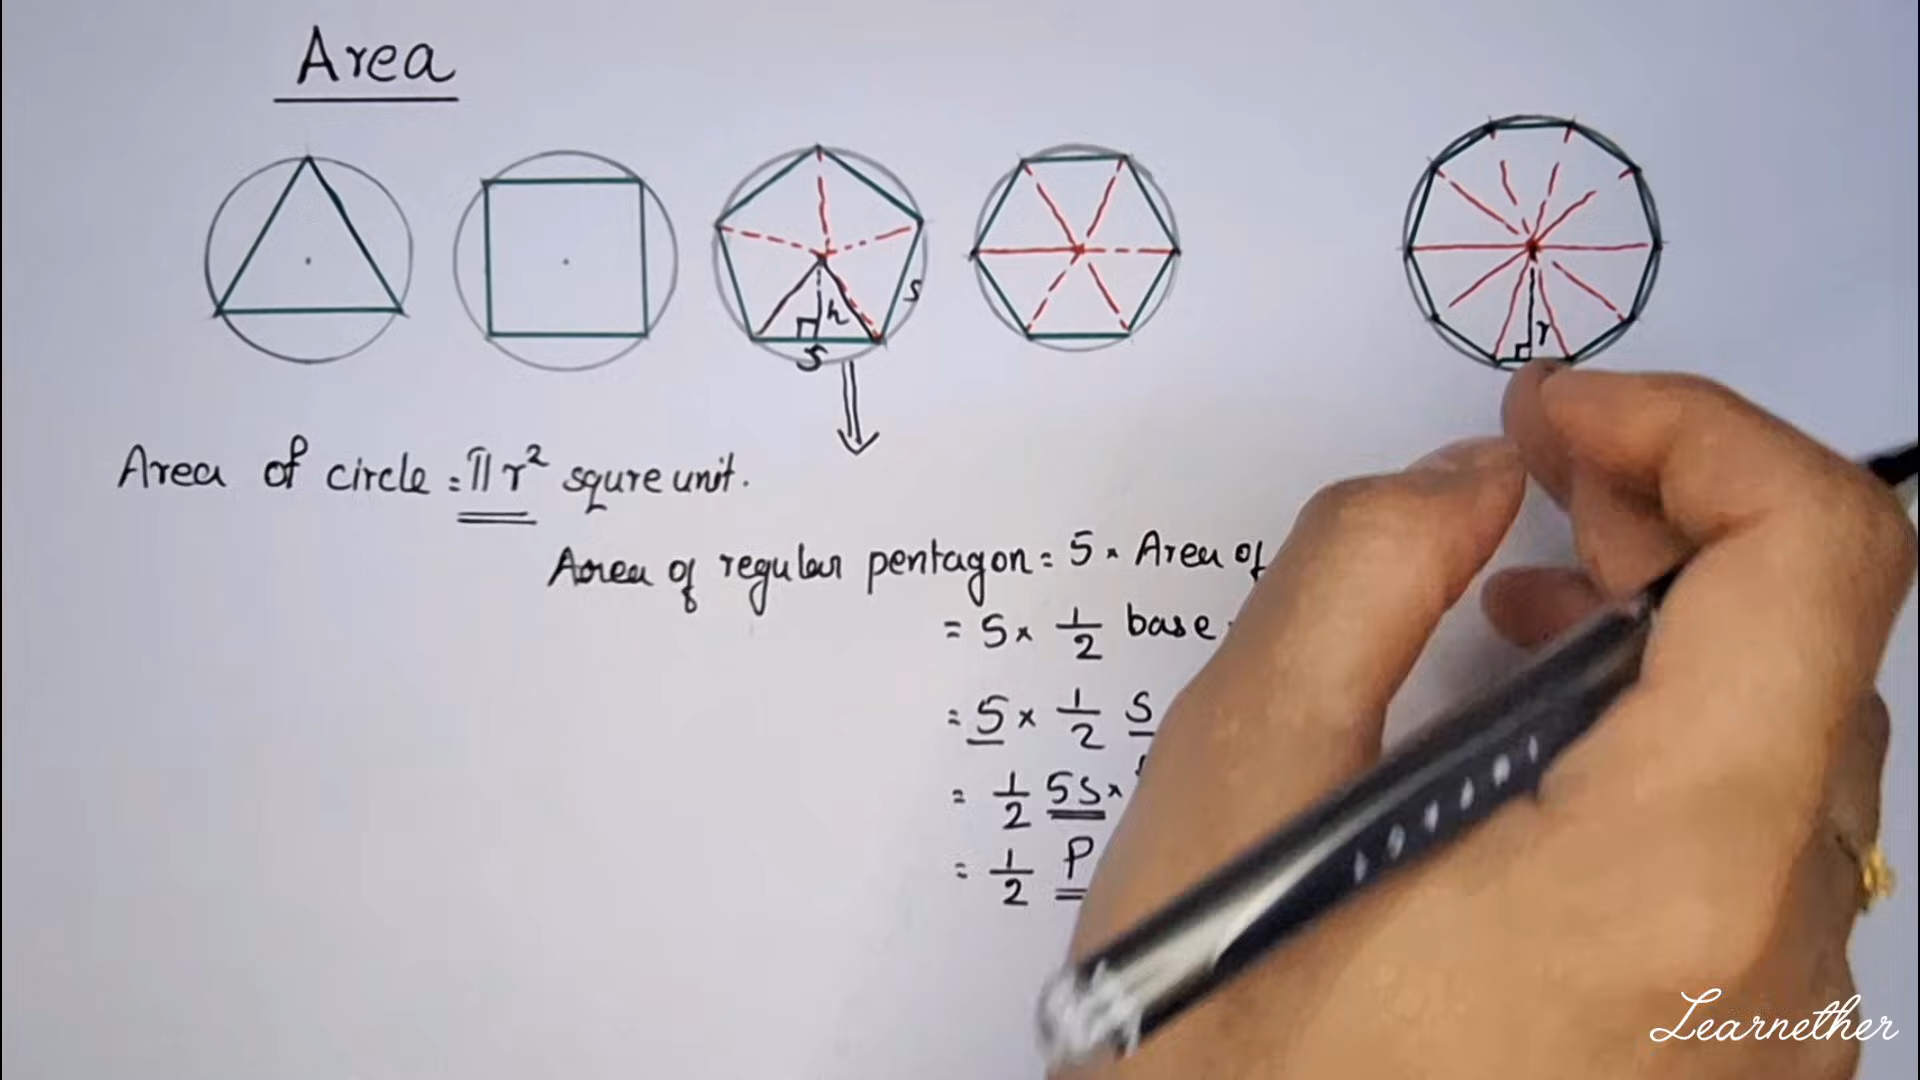 Area
s
h
s
r
Area of circle = πr² squre unit.
Area of regular pentagon = 5 × Area of
= 5 × 1/2 base
= 5 × 1/2 s
= 1/2 5s ×
= 1/2 P
Learnether